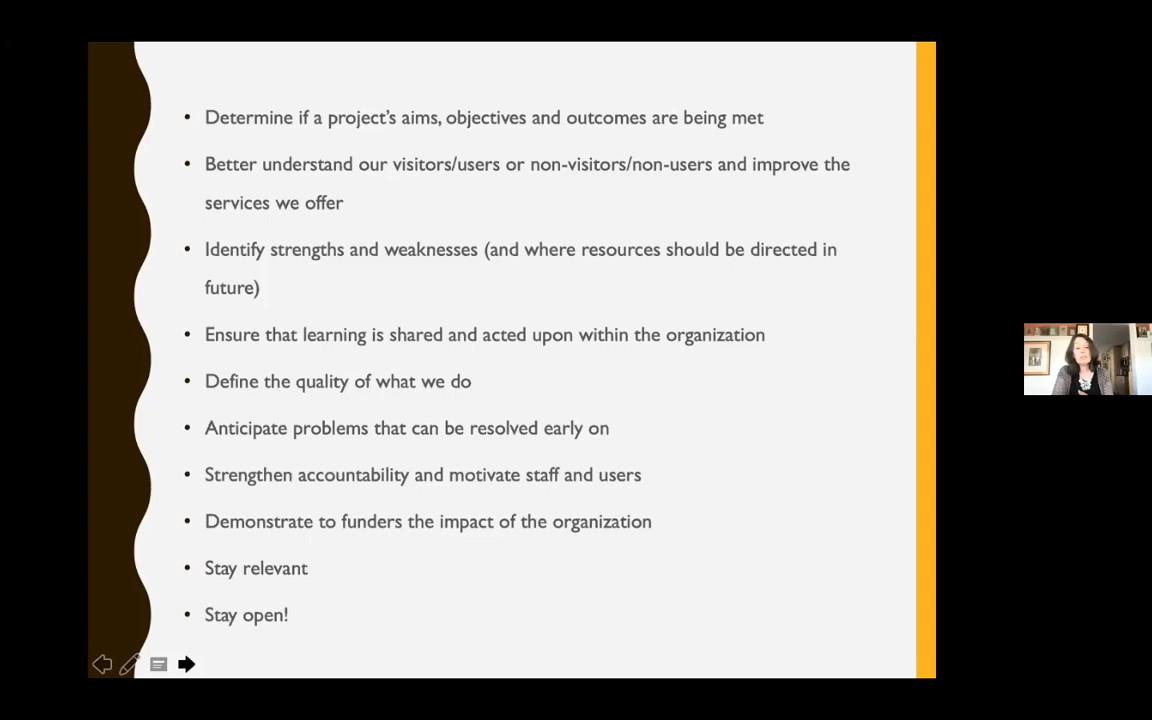 • Determine if a project’s aims, objectives and outcomes are being met
• Better understand our visitors/users or non-visitors/non-users and improve the
services we offer
• Identify strengths and weaknesses (and where resources should be directed in
future)
• Ensure that learning is shared and acted upon within the organization
• Define the quality of what we do
• Anticipate problems that can be resolved early on
• Strengthen accountability and motivate staff and users
• Demonstrate to funders the impact of the organization
• Stay relevant
• Stay open!